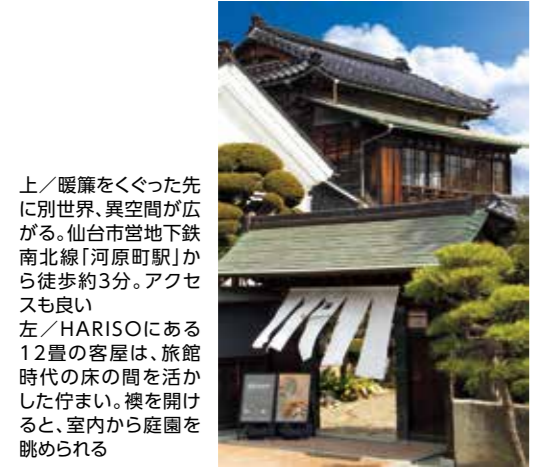 上／暖簾をくぐった先
に別世界、異空間が広
がる。仙台市営地下鉄
南北線「河原町駅」か
ら徒歩約3分。アクセ
スも良い
左／HARISOにある
12畳の客屋は、旅館
時代の床の間を活か
した佇まい。襖を開け
ると、室内から庭園を
眺められる